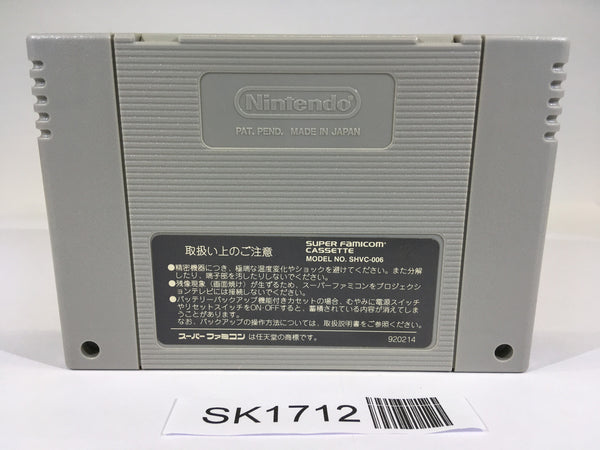 Nintendo
PAT. PEND. MADE IN JAPAN
取扱い上のご注意
SUPER FAMICOM
CASSETTE
MODEL NO. SHVC-006
●精密機器につき、極端な温度変化やショックを避けてください。また分解
したり、端子部を汚したりしないでください。
●残像現象(画面焼け)が生ずるため、スーパーファミコンをプロジェクシ
ョンテレビには接続しないでください。
●バッテリーバックアップ機能付きカセットの場合、むやみに電源スイッチ
やリセットスイッチをON・OFFすると、蓄積されている内容が消えてしま
うことがあります。
なお、バックアップの操作方法については、取扱説明書をご参照ください。
スーパーファミコン は任天堂の商標です。
920214
SK1712